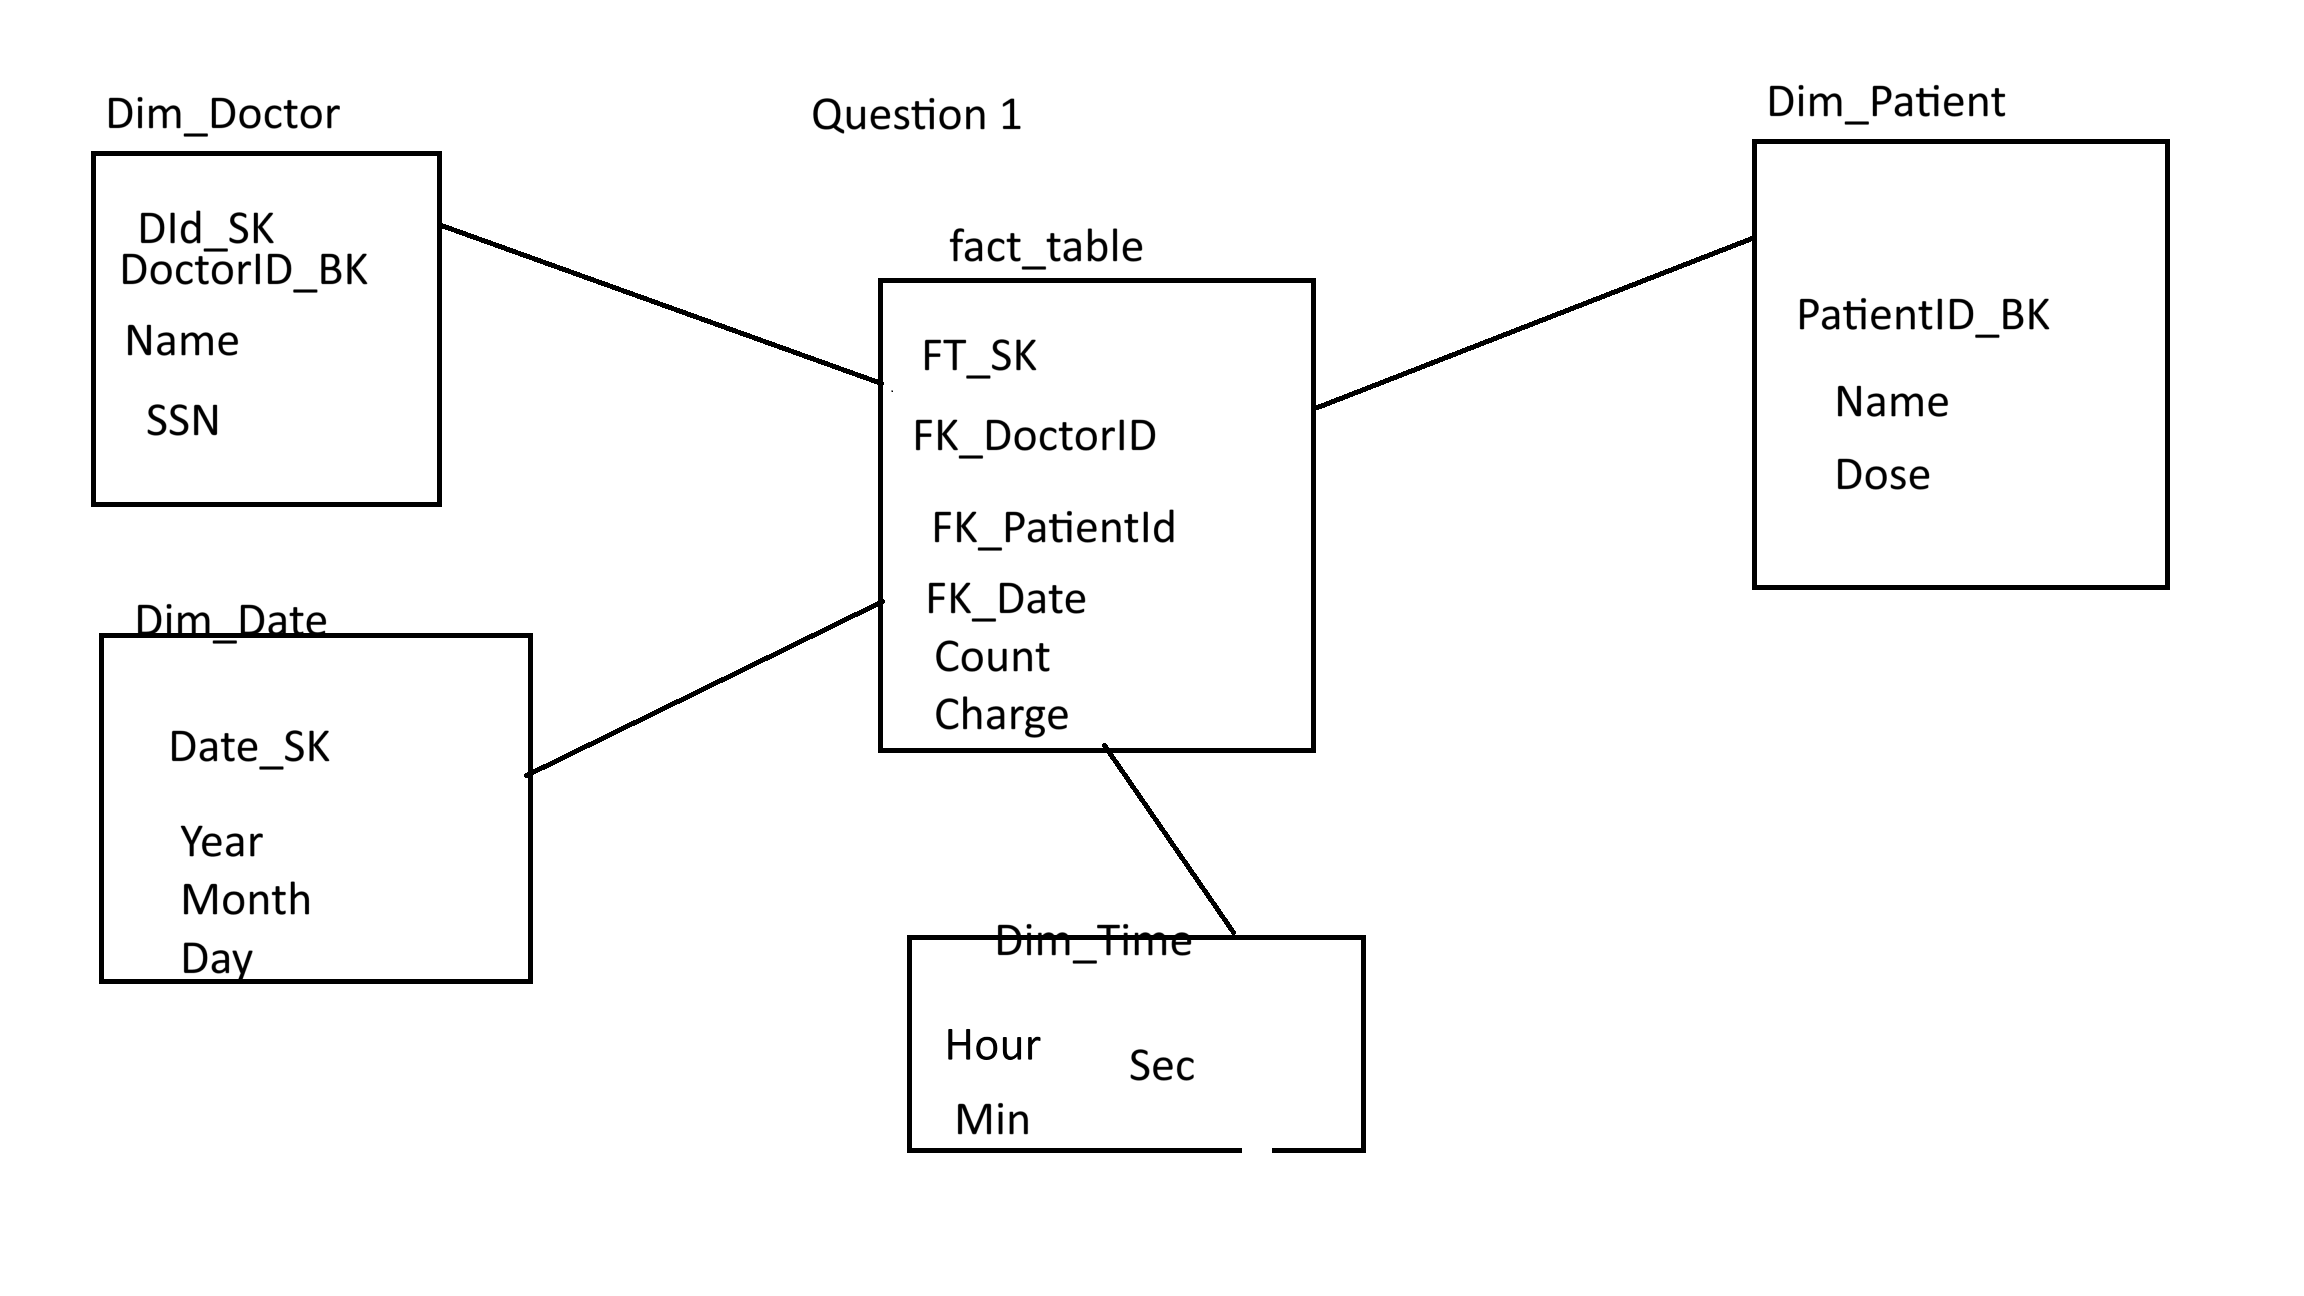 Question 1
Dim_Doctor
DId_SK
DoctorID_BK
Name
SSN
fact_table
FT_SK
FK_DoctorID
FK_PatientId
FK_Date
Count
Charge
Dim_Patient
PatientID_BK
Name
Dose
Dim_Date
Date_SK
Year
Month
Day
Dim_Time
Hour
Sec
Min